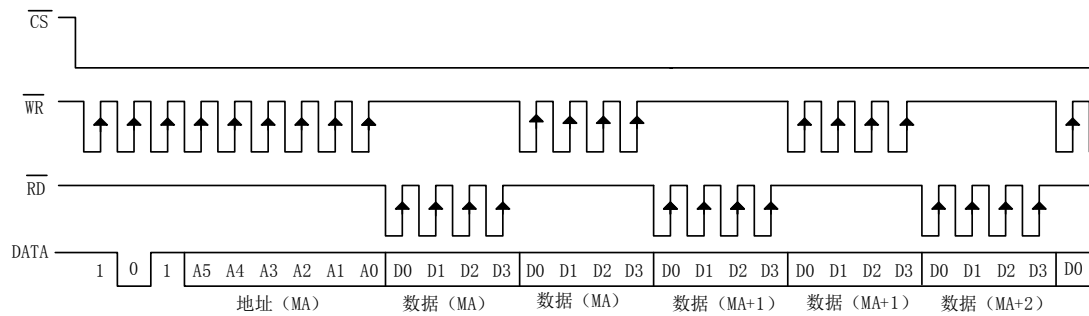 CS
WR
RD
DATA 1 0 1 A5 A4 A3 A2 A1 A0 D0 D1 D2 D3 D0 D1 D2 D3 D0 D1 D2 D3 D0 D1 D2 D3 D0 D1 D2 D3 D0
地址（MA） 数据（MA） 数据（MA） 数据（MA+1） 数据（MA+1） 数据（MA+2）